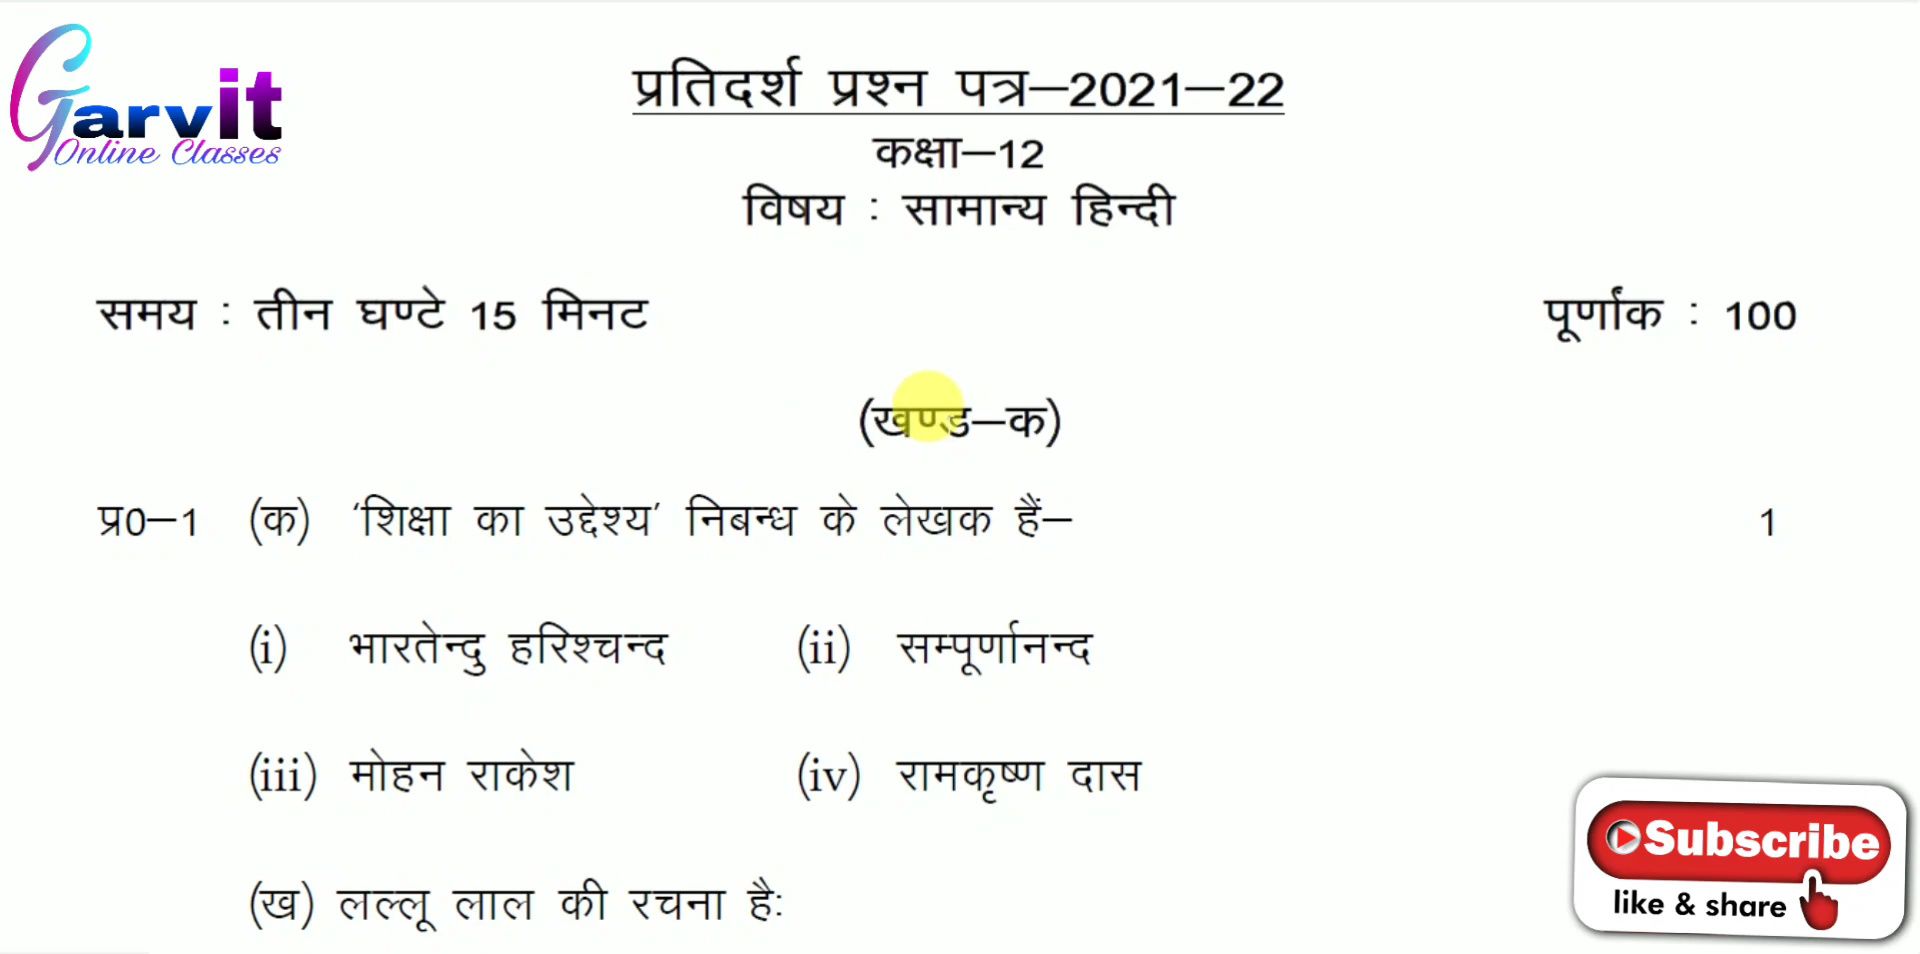 Garvit
Online Classes
प्रतिदर्श प्रश्न पत्र–2021–22
कक्षा–12
विषय : सामान्य हिन्दी
समय : तीन घण्टे 15 मिनट पूर्णांक : 100
(खण्ड–क)
प्र0–1 (क) 'शिक्षा का उद्देश्य' निबन्ध के लेखक हैं– 1
(i) भारतेन्दु हरिश्चन्द (ii) सम्पूर्णानन्द
(iii) मोहन राकेश (iv) रामकृष्ण दास
(ख) लल्लू लाल की रचना है:
Subscribe
like & share